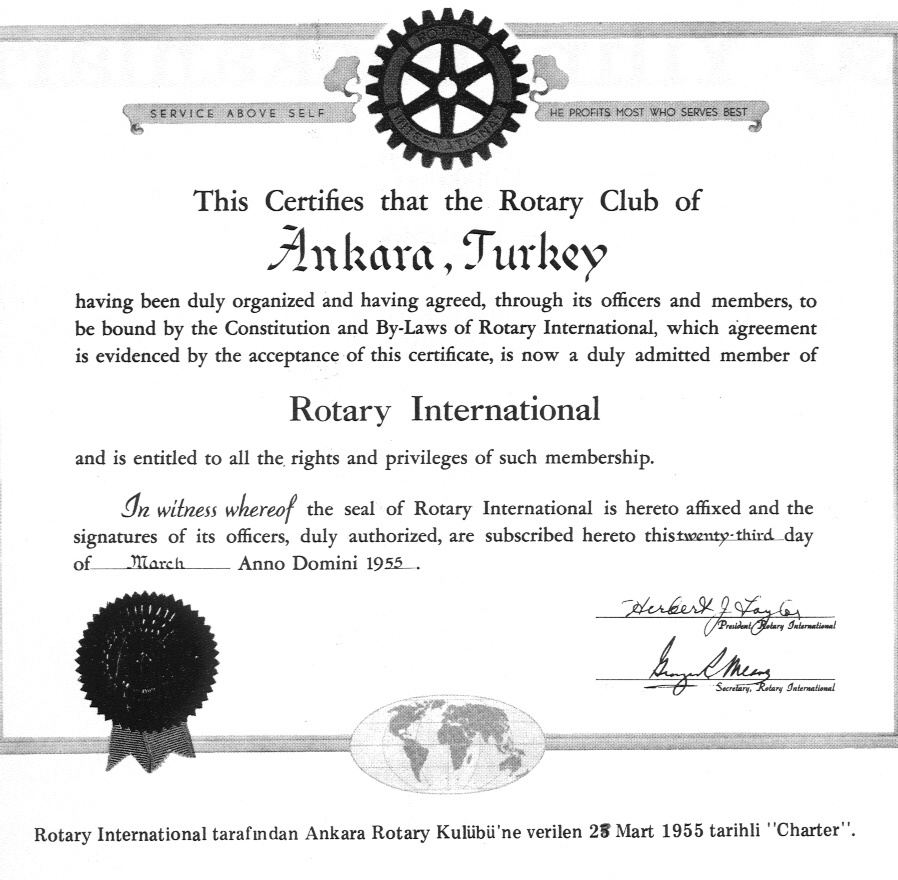 ROTARY
INTERNATIONAL
SERVICE ABOVE SELF
HE PROFITS MOST WHO SERVES BEST
This Certifies that the Rotary Club of
Ankara, Turkey
having been duly organized and having agreed, through its officers and members, to
be bound by the Constitution and By-Laws of Rotary International, which agreement
is evidenced by the acceptance of this certificate, is now a duly admitted member of
Rotary International
and is entitled to all the rights and privileges of such membership.
In witness whereof the seal of Rotary International is hereto affixed and the
signatures of its officers, duly authorized, are subscribed hereto this twenty-third day
of March Anno Domini 1955.
Herbert J Taylor
President Rotary International
George R Means
Secretary, Rotary International
Rotary International tarafından Ankara Rotary Kulübü'ne verilen 23 Mart 1955 tarihli "Charter".